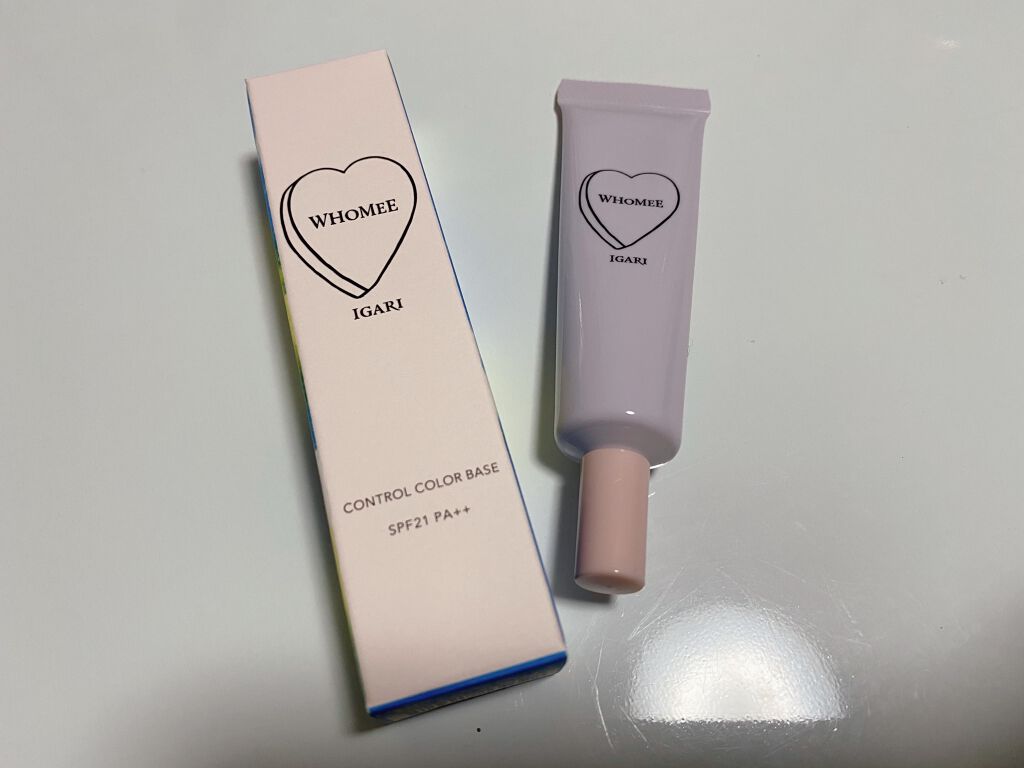 WHOMEE
IGARI
CONTROL COLOR BASE
SPF21 PA++
WHOMEE
IGARI